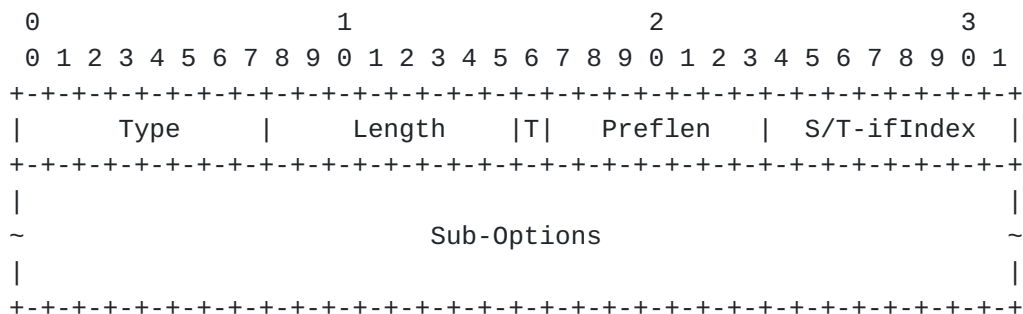 0                   1                   2                   3
 0 1 2 3 4 5 6 7 8 9 0 1 2 3 4 5 6 7 8 9 0 1 2 3 4 5 6 7 8 9 0 1
+-+-+-+-+-+-+-+-+-+-+-+-+-+-+-+-+-+-+-+-+-+-+-+-+-+-+-+-+-+-+-+-+
|      Type     |     Length    |T|   Preflen   |  S/T-ifIndex  |
+-+-+-+-+-+-+-+-+-+-+-+-+-+-+-+-+-+-+-+-+-+-+-+-+-+-+-+-+-+-+-+-+
|                                                               |
~                          Sub-Options                          ~
|                                                               |
+-+-+-+-+-+-+-+-+-+-+-+-+-+-+-+-+-+-+-+-+-+-+-+-+-+-+-+-+-+-+-+-+